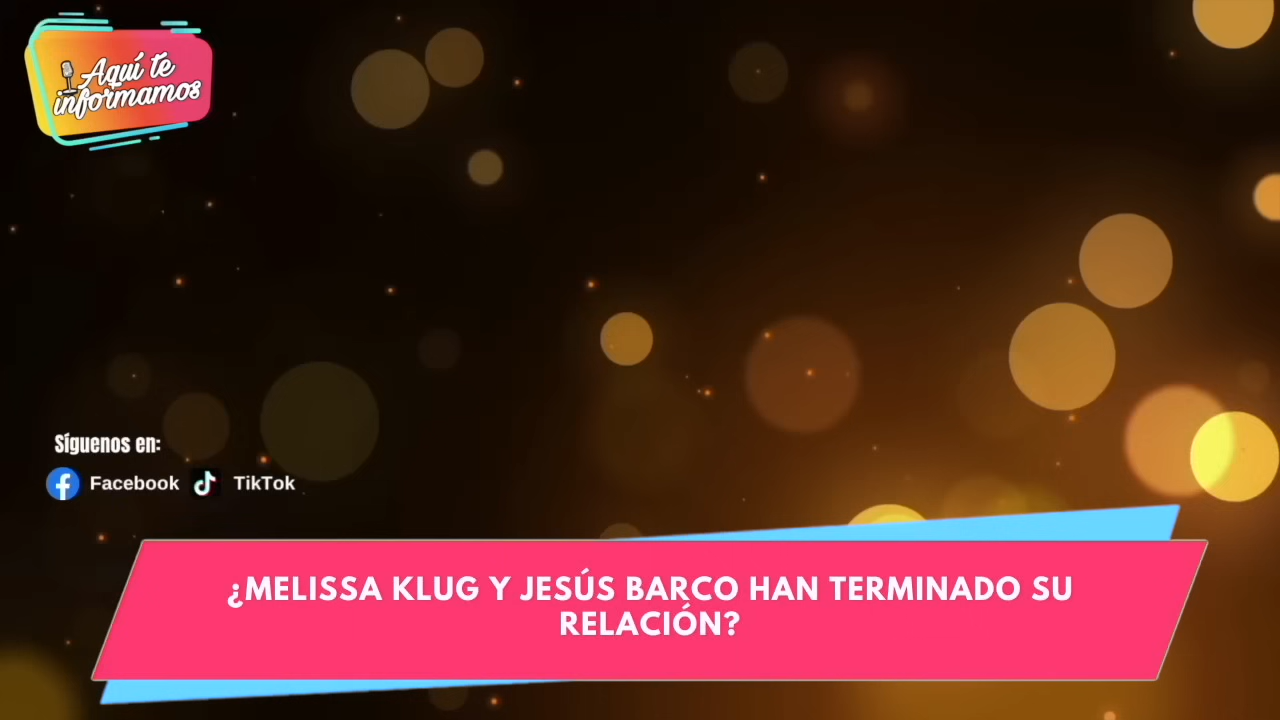 Aquí te
informamos
Síguenos en:
Facebook TikTok
¿MELISSA KLUG Y JESÚS BARCO HAN TERMINADO SU
RELACIÓN?